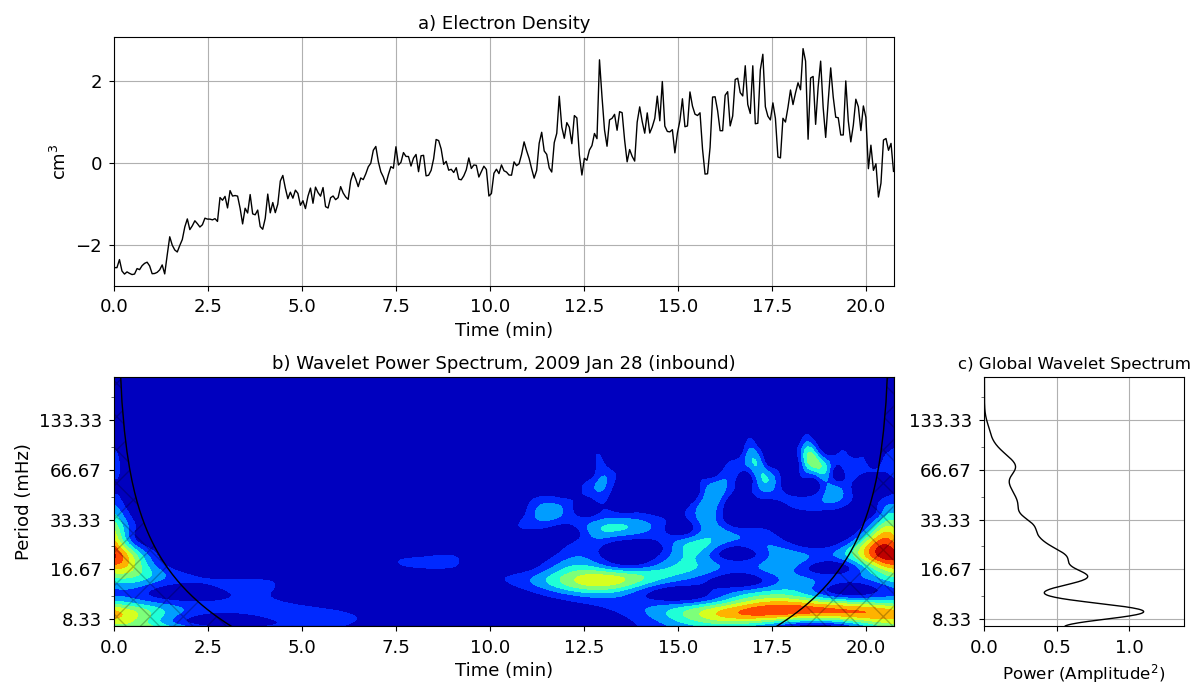 a) Electron Density
2
0
−2
cm³
0.0 2.5 5.0 7.5 10.0 12.5 15.0 17.5 20.0
Time (min)
b) Wavelet Power Spectrum, 2009 Jan 28 (inbound)
c) Global Wavelet Spectrum
133.33
66.67
33.33
16.67
8.33
Period (mHz)
0.0 2.5 5.0 7.5 10.0 12.5 15.0 17.5 20.0
Time (min)
133.33
66.67
33.33
16.67
8.33
0.0 0.5 1.0
Power (Amplitude²)